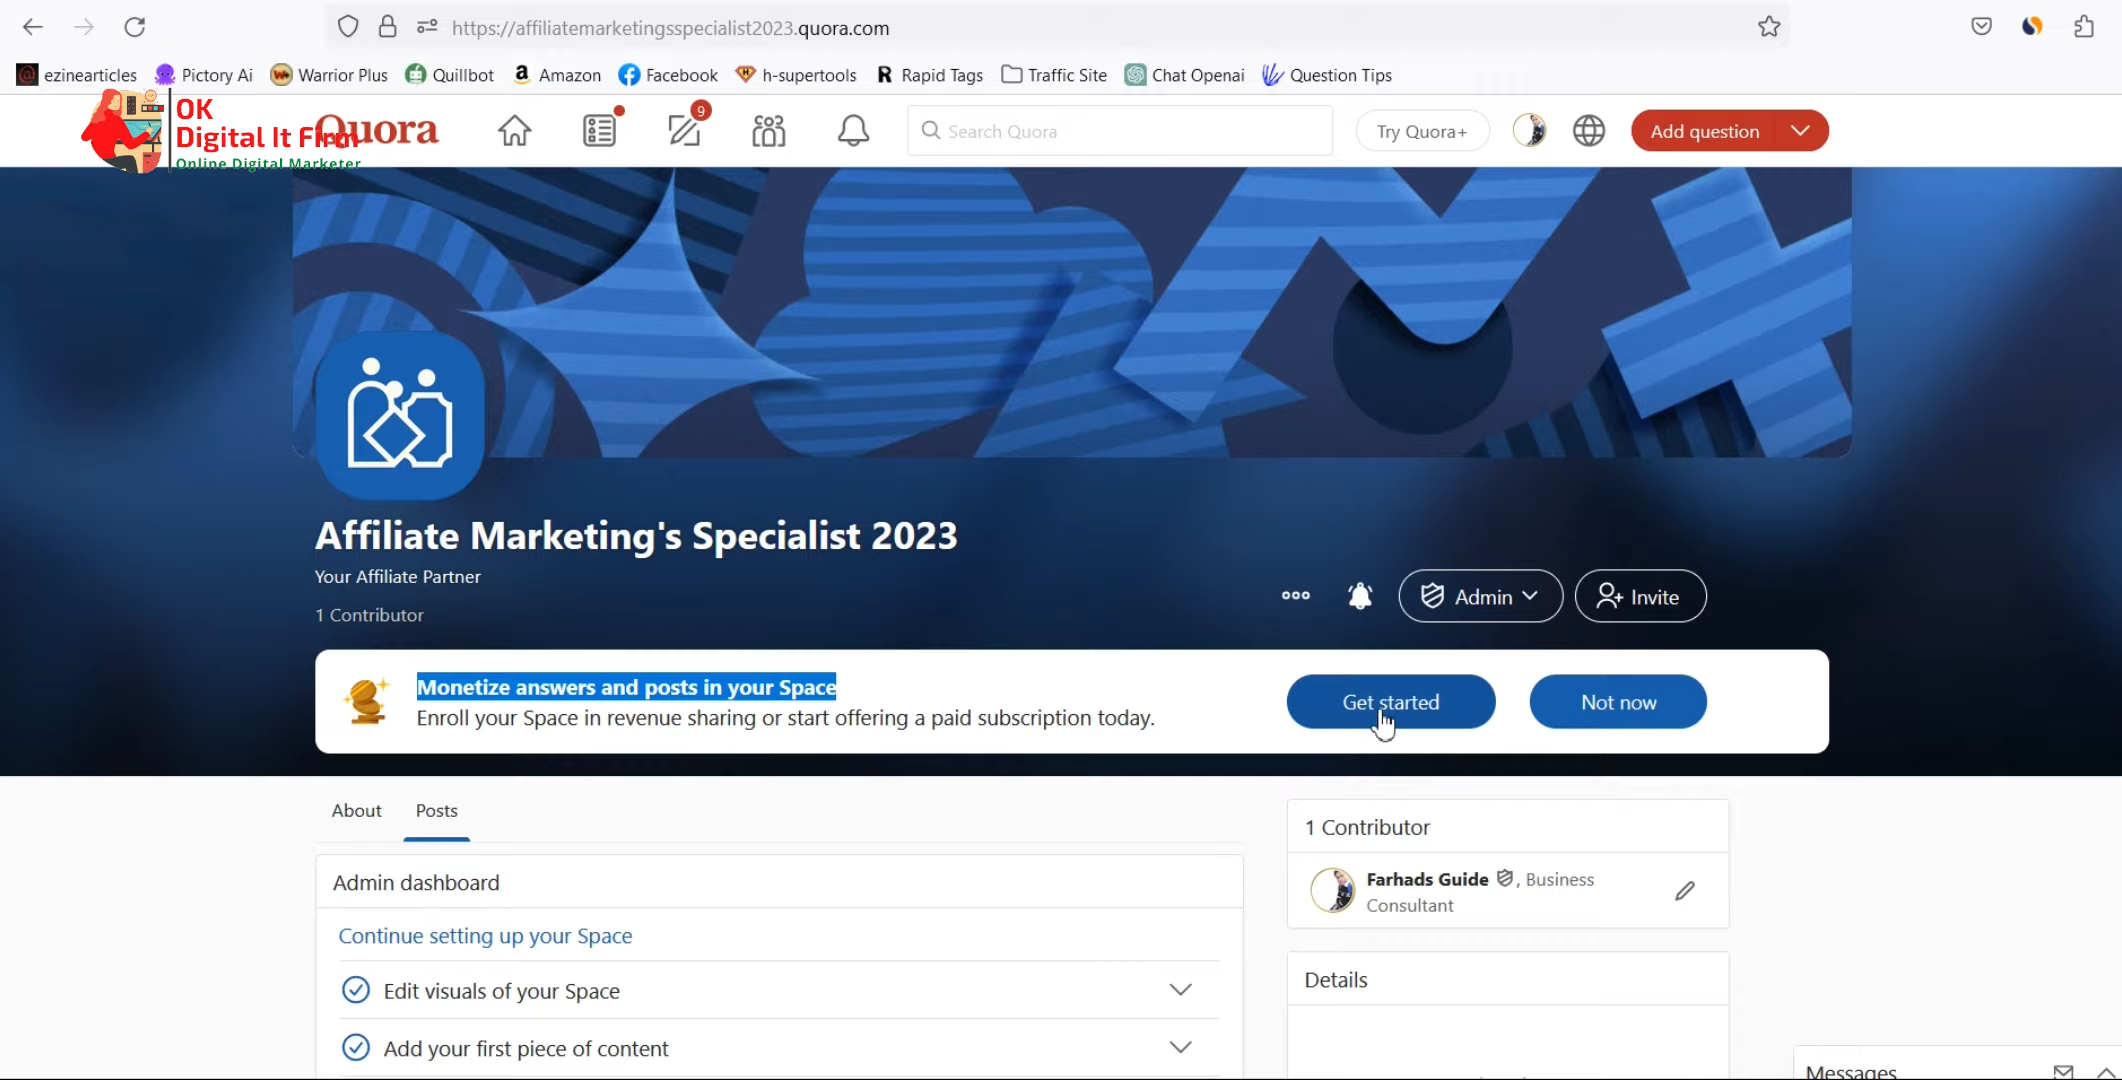 https://affiliatemarketingsspecialist2023.quora.com
ezinearticles Pictory Ai Warrior Plus Quillbot Amazon Facebook h-supertools Rapid Tags Traffic Site Chat Openai Question Tips
OK
Digital It Firm
Online Digital Marketer
Quora
9
Search Quora
Try Quora+
Add question
Affiliate Marketing's Specialist 2023
Your Affiliate Partner
1 Contributor
Admin
Invite
Monetize answers and posts in your Space
Enroll your Space in revenue sharing or start offering a paid subscription today.
Get started
Not now
About Posts
Admin dashboard
Continue setting up your Space
Edit visuals of your Space
Add your first piece of content
1 Contributor
Farhads Guide , Business
Consultant
Details
Messages